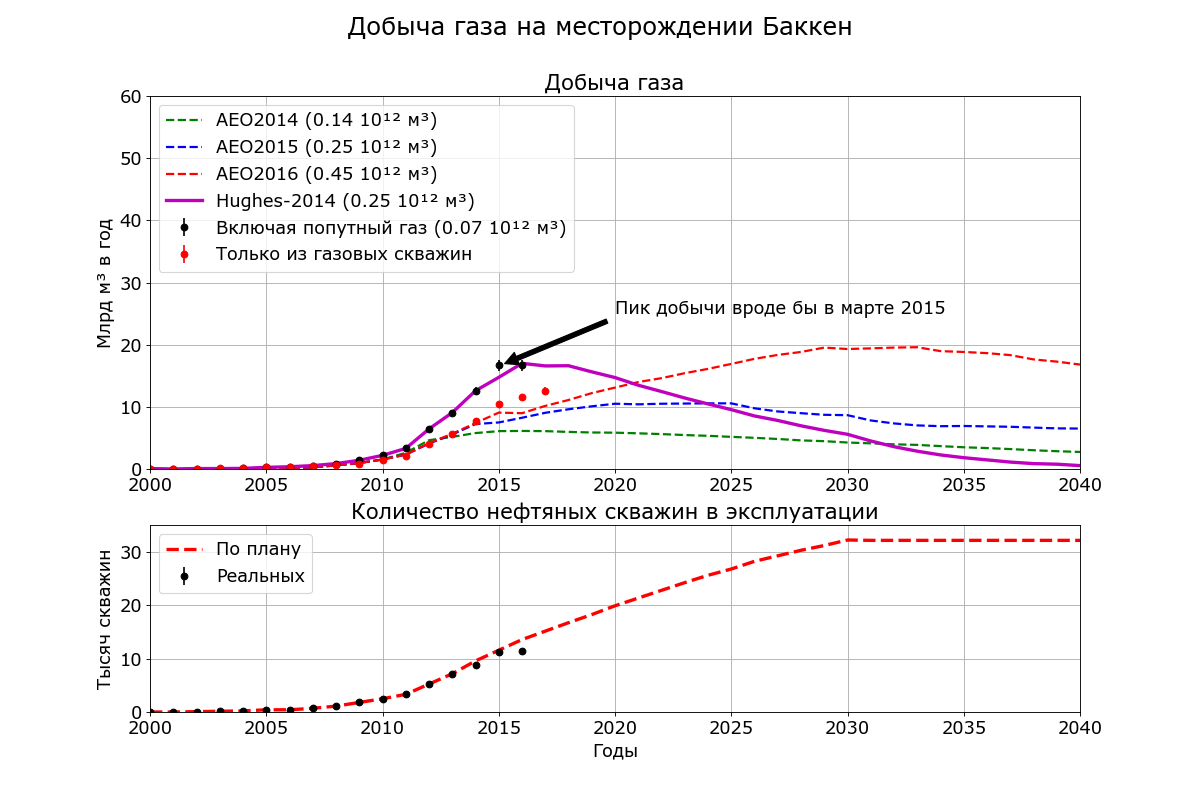 Добыча газа на месторождении Баккен
Добыча газа
60
50
40
30
20
10
0
Млрд м³ в год
AEO2014 (0.14 10¹² м³)
AEO2015 (0.25 10¹² м³)
AEO2016 (0.45 10¹² м³)
Hughes-2014 (0.25 10¹² м³)
Включая попутный газ (0.07 10¹² м³)
Только из газовых скважин
Пик добычи вроде бы в марте 2015
2000 2005 2010 2015 2020 2025 2030 2035 2040
Количество нефтяных скважин в эксплуатации
30
20
10
0
Тысяч скважин
По плану
Реальных
2000 2005 2010 2015 2020 2025 2030 2035 2040
Годы